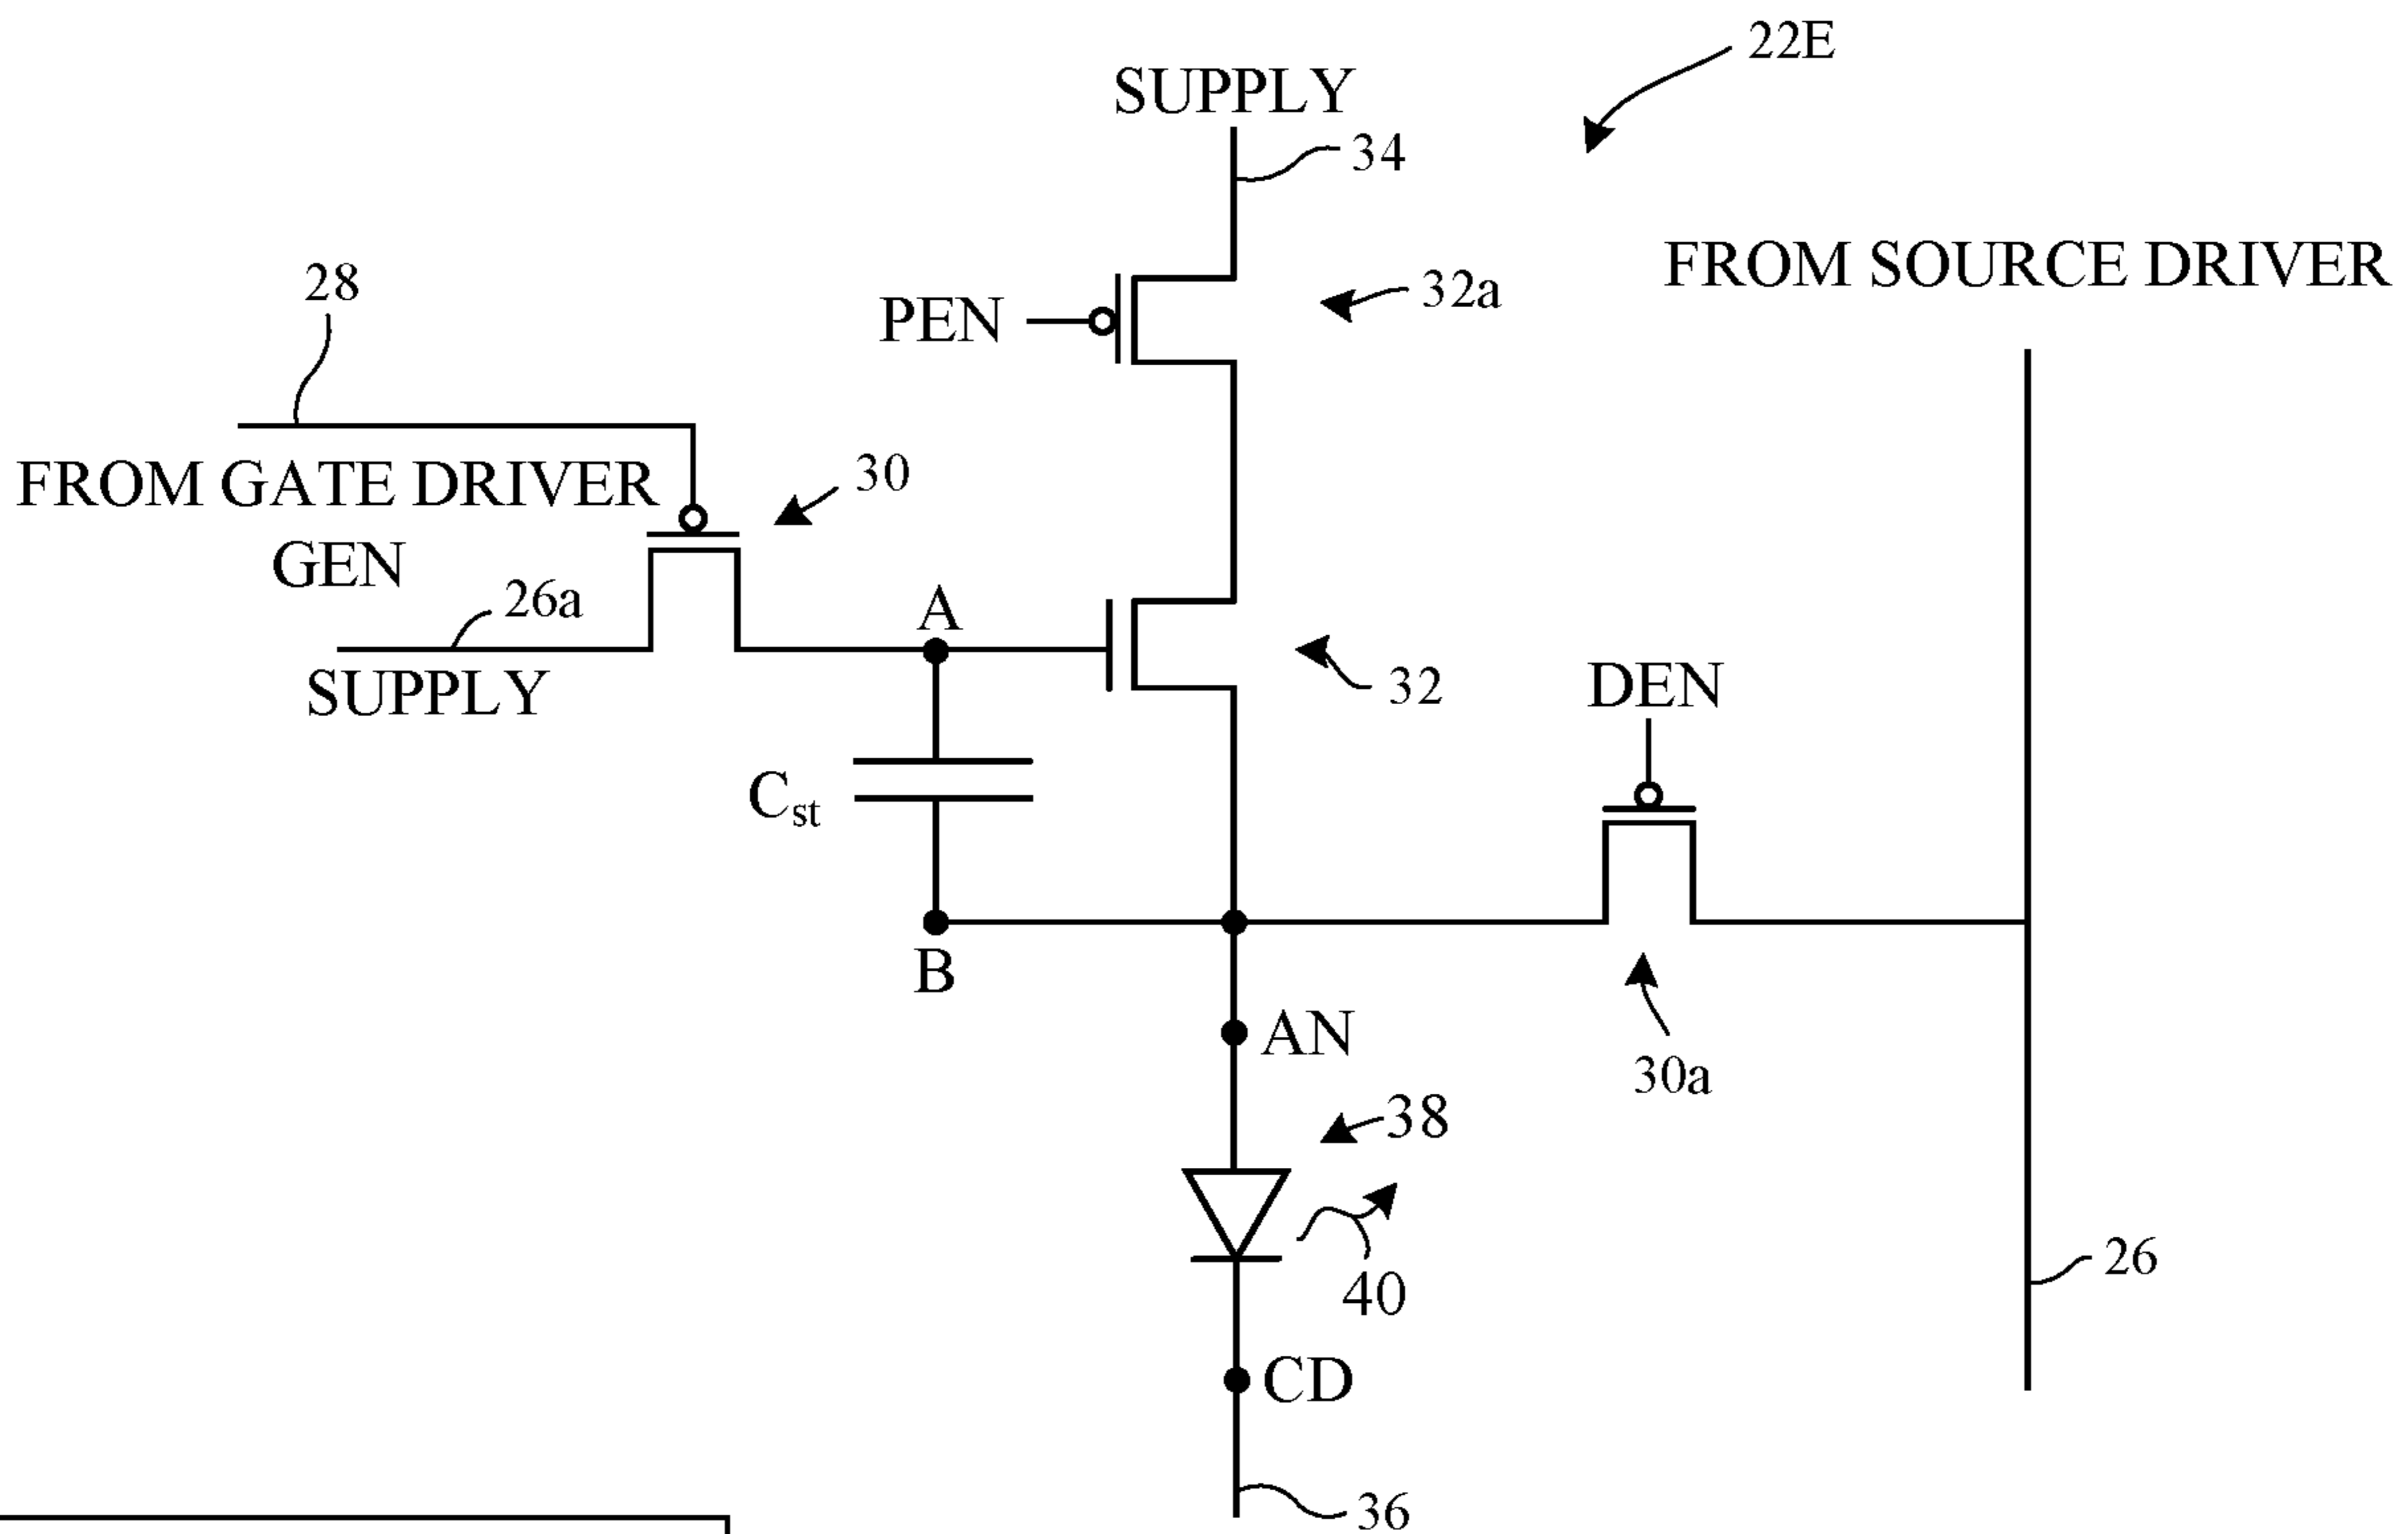 22E
SUPPLY
34
FROM SOURCE DRIVER
28
PEN
32a
FROM GATE DRIVER
30
GEN
26a
A
SUPPLY
32
DEN
Cst
B
AN
30a
38
26
40
CD
36